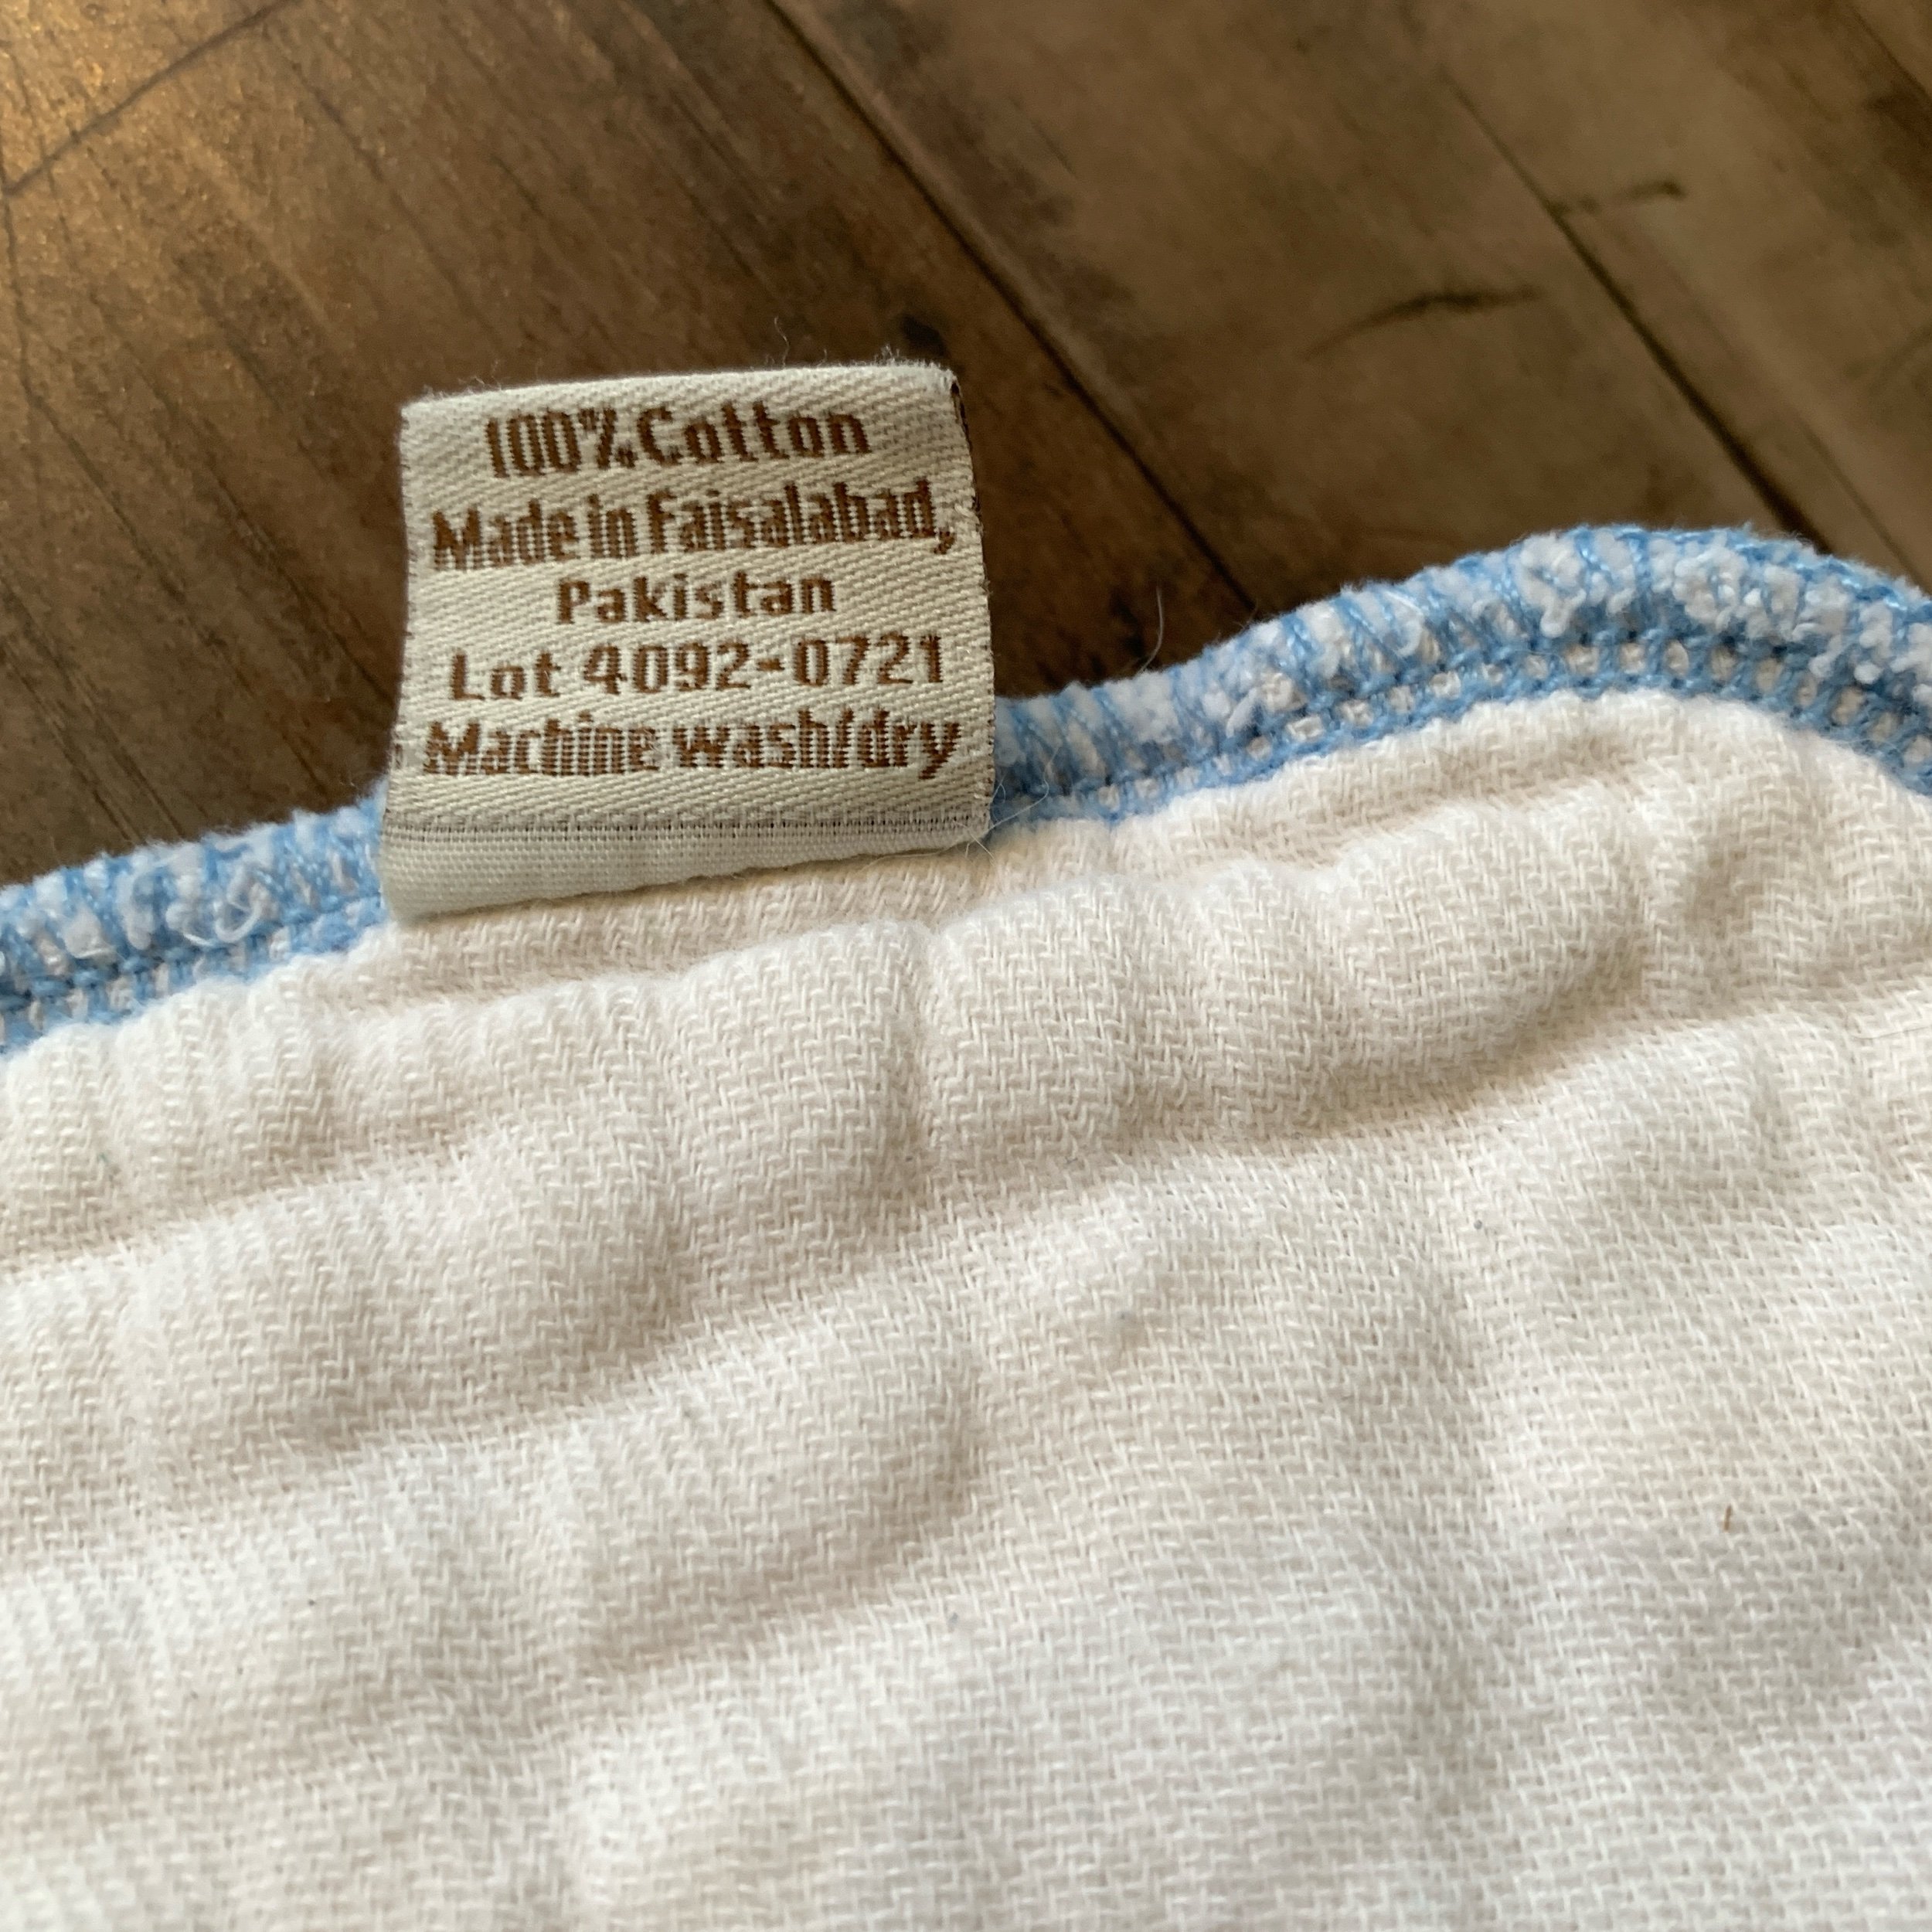 100% Cotton
Made in Faisalabad,
Pakistan
Lot 4092-0721
Machine wash/dry